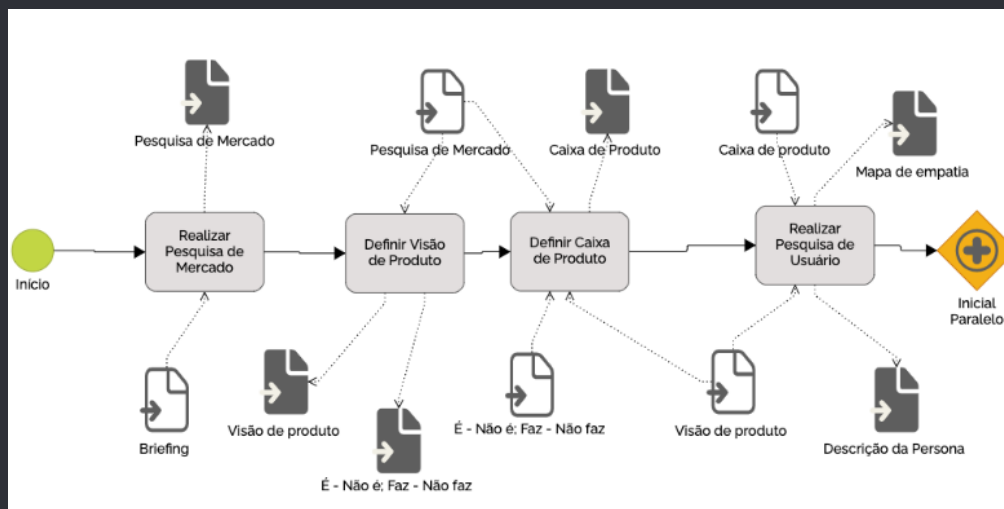 Pesquisa de Mercado
Pesquisa de Mercado
Caixa de Produto
Caixa de produto
Mapa de empatia
Início
Realizar
Pesquisa de
Mercado
Definir Visão
de Produto
Definir Caixa
de Produto
Realizar
Pesquisa de
Usuário
Inicial
Paralelo
Briefing
Visão de produto
É - Não é; Faz - Não faz
É - Não é; Faz - Não faz
Visão de produto
Descrição da Persona